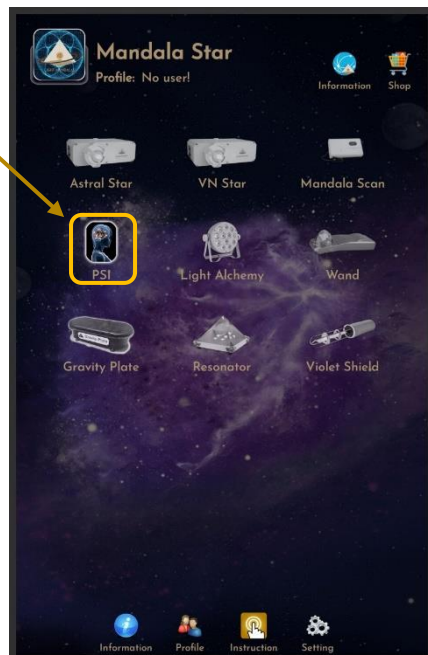 Mandala Star
Profile: No user!
Information Shop
Astral Star VN Star Mandala Scan
PSI Light Alchemy Wand
Gravity Plate Resonator Violet Shield
Information Profile Instruction Setting